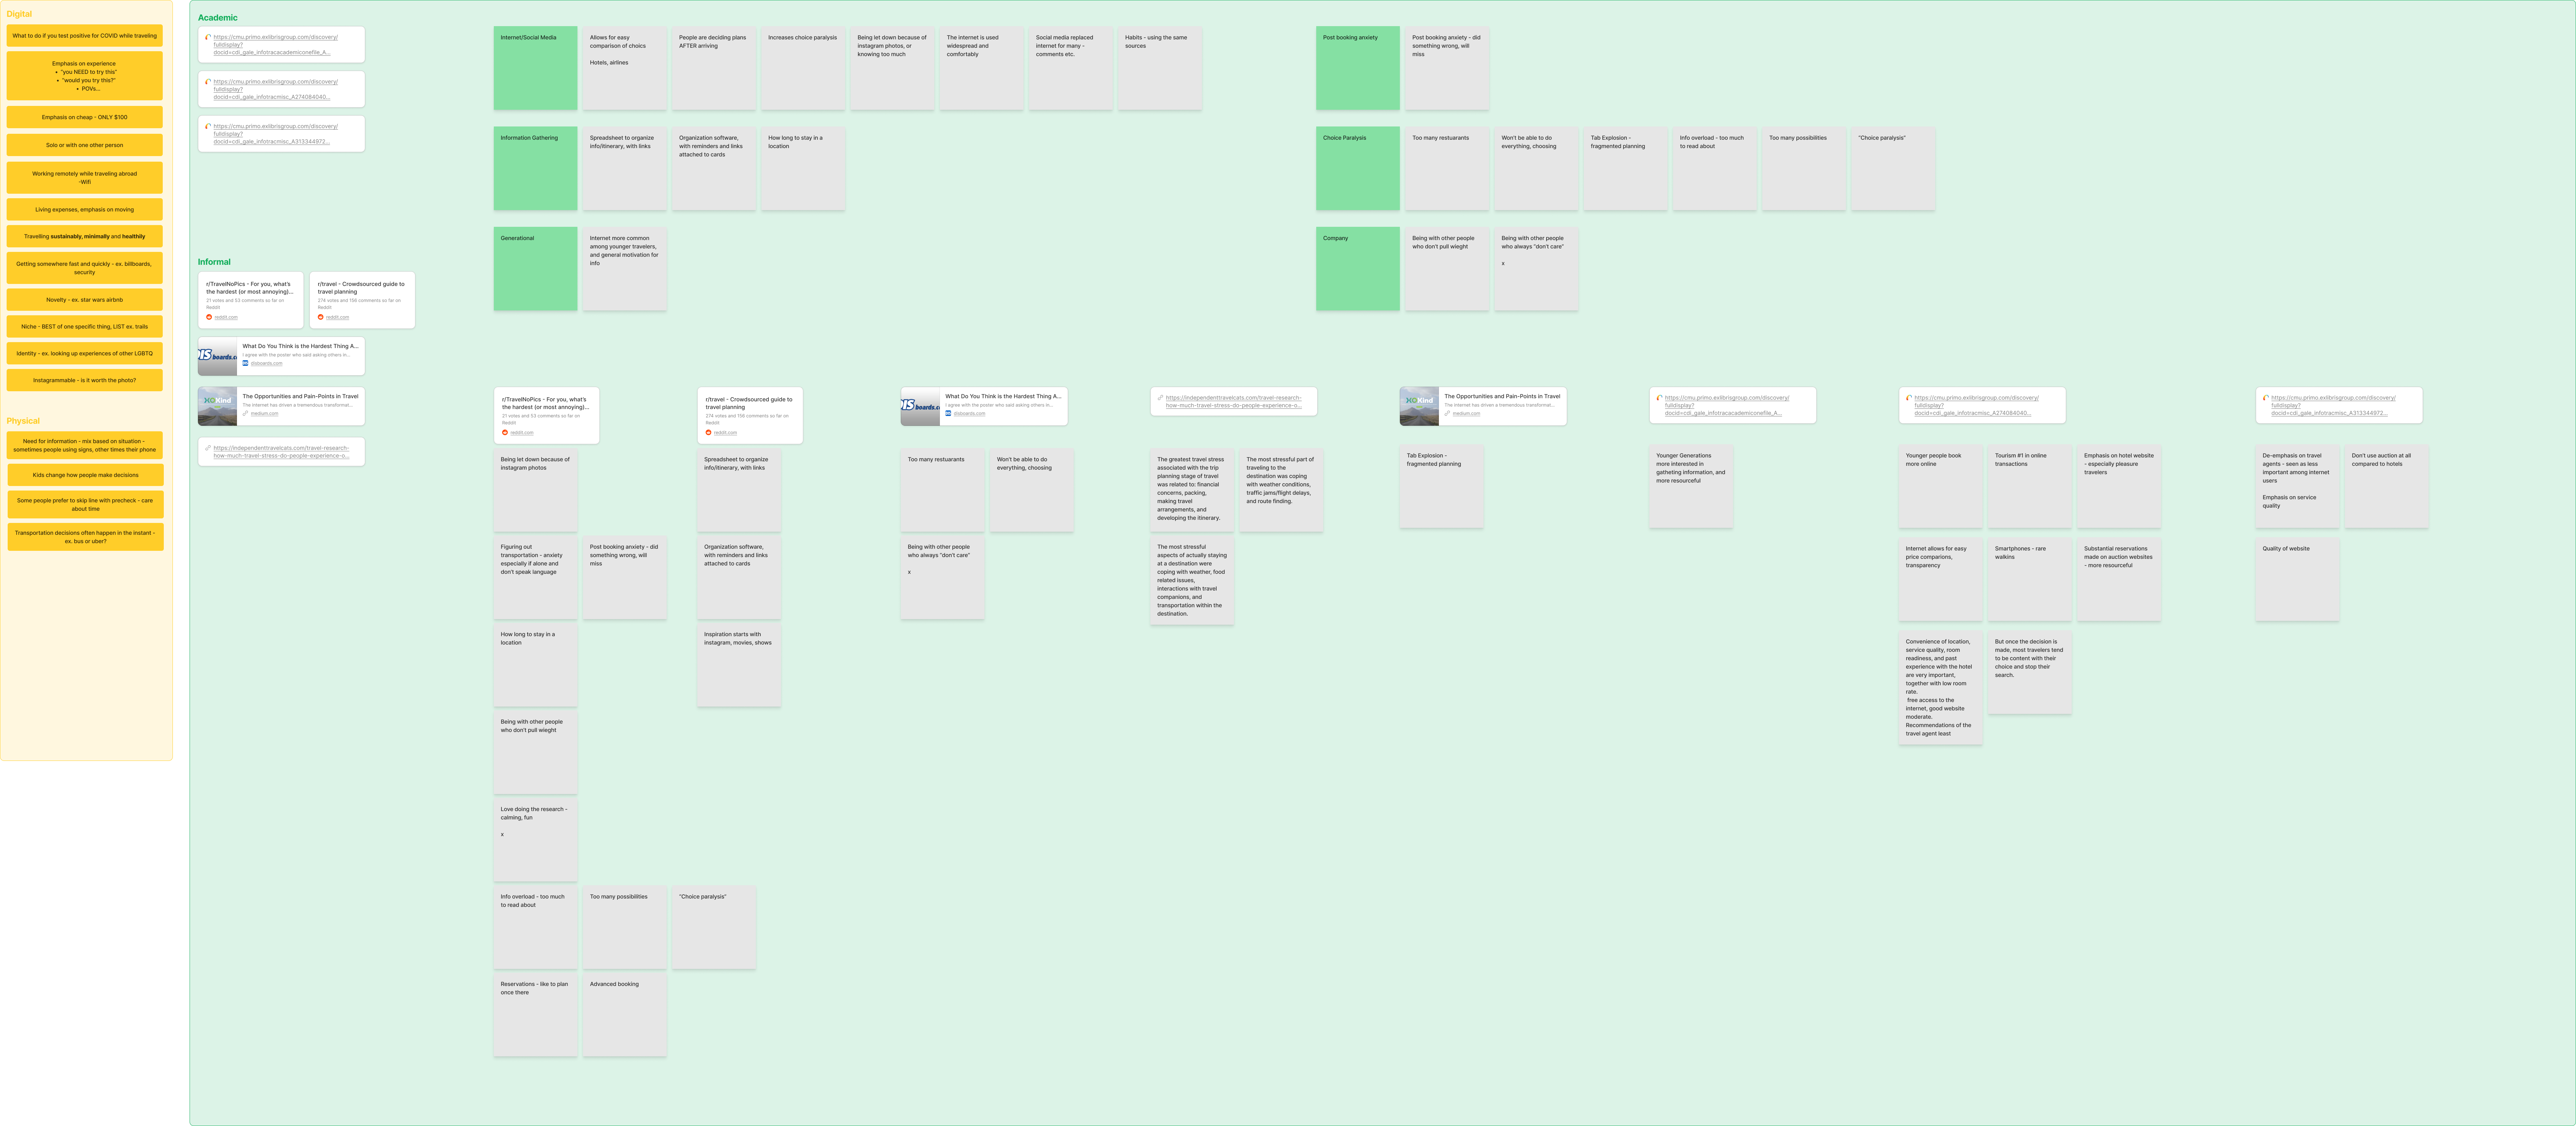 Digital
What to do if you test positive for COVID while traveling
Emphasis on experience
• "you NEED to try this"
• "would you try this?"
• POVs...
Emphasis on cheap - ONLY $100
Solo or with one other person
Working remotely while traveling abroad
-Wifi
Living expenses, emphasis on moving
Travelling sustainably, minimally and healthily
Getting somewhere fast and quickly - ex. billboards,
security
Novelty - ex. star wars airbnb
Niche - BEST of one specific thing, LIST ex. trails
Identity - ex. looking up experiences of other LGBTQ
Instagrammable - is it worth the photo?
Physical
Need for information - mix based on situation -
sometimes people using signs, other times their phone
Kids change how people make decisions
Some people prefer to skip line with precheck - care
about time
Transportation decisions often happen in the instant -
ex. bus or uber?
Academic
https://cmu.primo.exlibrisgroup.com/discovery/
fulldisplay?
docid=cdi_gale_infotracacademiconefile_A...
https://cmu.primo.exlibrisgroup.com/discovery/
fulldisplay?
docid=cdi_gale_infotracmisc_A274084040...
https://cmu.primo.exlibrisgroup.com/discovery/
fulldisplay?
docid=cdi_gale_infotracmisc_A313344972...
Informal
r/TravelNoPics - For you, what's
the hardest (or most annoying)...
21 votes and 53 comments so far on
Reddit
reddit.com
r/travel - Crowdsourced guide to
travel planning
274 votes and 156 comments so far on
Reddit
reddit.com
DIS boards.c
What Do You Think is the Hardest Thing A...
I agree with the poster who said asking others in...
disboards.com
XOKind
The Opportunities and Pain-Points in Travel
The Internet has driven a tremendous transformat...
medium.com
https://independenttravelcats.com/travel-research-
how-much-travel-stress-do-people-experience-o...
Internet/Social Media
Allows for easy
comparison of choics
Hotels, airlines
People are deciding plans
AFTER arriving
Increases choice paralysis
Being let down because of
instagram photos, or
knowing too much
The internet is used
widespread and
comfortably
Social media replaced
internet for many -
comments etc.
Habits - using the same
sources
Post booking anxiety
Post booking anxiety - did
something wrong, will
miss
Information Gathering
Spreadsheet to organize
info/itinerary, with links
Organization software,
with reminders and links
attached to cards
How long to stay in a
location
Choice Paralysis
Too many restuarants
Won't be able to do
everything, choosing
Tab Explosion -
fragmented planning
Info overload - too much
to read about
Too many possibilities
"Choice paralysis"
Generational
Internet more common
among younger travelers,
and general motivation for
info
Company
Being with other people
who don't pull wieght
Being with other people
who always "don't care"
x
r/TravelNoPics - For you, what's
the hardest (or most annoying)...
21 votes and 53 comments so far on
Reddit
reddit.com
Being let down because of
instagram photos
Figuring out
transportation - anxiety
especially if alone and
don't speak language
Post booking anxiety - did
something wrong, will
miss
How long to stay in a
location
Being with other people
who don't pull wieght
Love doing the research -
calming, fun
x
Info overload - too much
to read about
Too many possibilities
"Choice paralysis"
Reservations - like to plan
once there
Advanced booking
r/travel - Crowdsourced guide to
travel planning
274 votes and 156 comments so far on
Reddit
reddit.com
Spreadsheet to organize
info/itinerary, with links
Organization software,
with reminders and links
attached to cards
Inspiration starts with
instagram, movies, shows
DIS boards.c
What Do You Think is the Hardest Thing A...
I agree with the poster who said asking others in...
disboards.com
Too many restuarants
Won't be able to do
everything, choosing
Being with other people
who always "don't care"
x
https://independenttravelcats.com/travel-research-
how-much-travel-stress-do-people-experience-o...
The greatest travel stress
associated with the trip
planning stage of travel
was related to: financial
concerns, packing,
making travel
arrangements, and
developing the itinerary.
The most stressful part of
traveling to the
destination was coping
with weather conditions,
traffic jams/flight delays,
and route finding.
The most stressful
aspects of actually staying
at a destination were
coping with weather, food
related issues,
interactions with travel
companions, and
transportation within the
destination.
XOKind
The Opportunities and Pain-Points in Travel
The Internet has driven a tremendous transformat...
medium.com
Tab Explosion -
fragmented planning
https://cmu.primo.exlibrisgroup.com/discovery/
fulldisplay?
docid=cdi_gale_infotracacademiconefile_A...
Younger Generations
more interested in
gathering information, and
more resourceful
https://cmu.primo.exlibrisgroup.com/discovery/
fulldisplay?
docid=cdi_gale_infotracmisc_A274084040...
Younger people book
more online
Tourism #1 in online
transactions
Emphasis on hotel website
- especially pleasure
travelers
Internet allows for easy
price comparions,
transparency
Smartphones - rare
walkins
Substantial reservations
made on auction websites
- more resourceful
Convenience of location,
service quality, room
readiness, and past
experience with the hotel
are very important,
together with low room
rate.
free access to the
internet, good website
moderate.
Recommendations of the
travel agent least
But once the decision is
made, most travelers tend
to be content with their
choice and stop their
search.
https://cmu.primo.exlibrisgroup.com/discovery/
fulldisplay?
docid=cdi_gale_infotracmisc_A313344972...
De-emphasis on travel
agents - seen as less
important among internet
users
Emphasis on service
quality
Don't use auction at all
compared to hotels
Quality of website